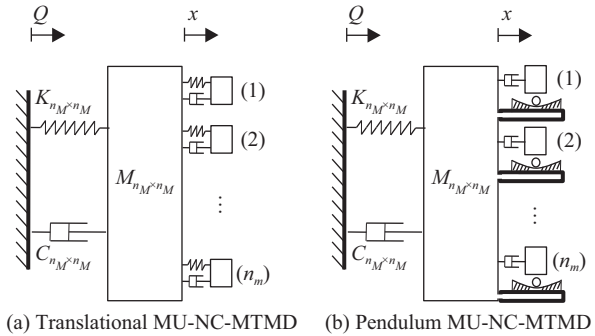 Q
x
K_{n_M×n_M}
(1)
(2)
M_{n_M×n_M}
⋮
C_{n_M×n_M}
(n_m)
(a) Translational MU-NC-MTMD
Q
x
K_{n_M×n_M}
(1)
(2)
M_{n_M×n_M}
⋮
C_{n_M×n_M}
(n_m)
(b) Pendulum MU-NC-MTMD